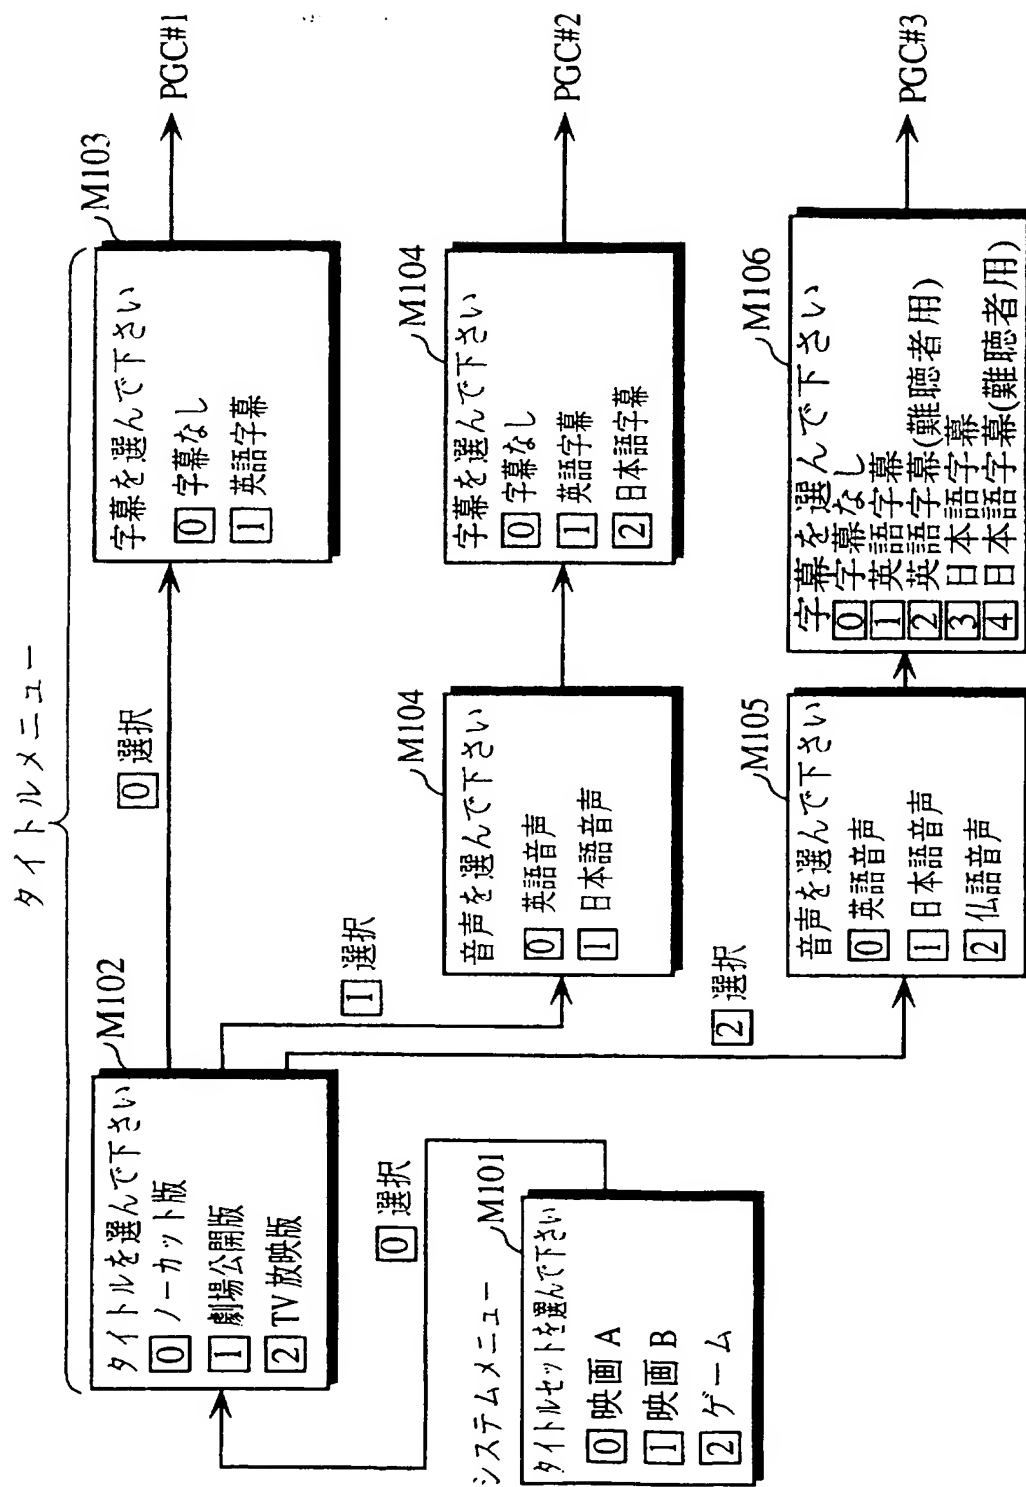 タイトルメニュー
M102
タイトルを選んで下さい
0 ノーカット版
1 劇場公開版
2 TV放映版
0 選択
M103
字幕を選んで下さい
0 字幕なし
1 英語字幕
PGC#1
1 選択
M104
音声を選んで下さい
0 英語音声
1 日本語音声
M104
字幕を選んで下さい
0 字幕なし
1 英語字幕
2 日本語字幕
PGC#2
2 選択
M105
音声を選んで下さい
0 英語音声
1 日本語音声
2 仏語音声
M106
字幕を選んで下さい
0 字幕なし
1 英語字幕
2 英語字幕(難聴者用)
3 日本語字幕
4 日本語字幕(難聴者用)
PGC#3
0 選択
システムメニュー
M101
タイトルセットを選んで下さい
0 映画 A
1 映画 B
2 ゲーム